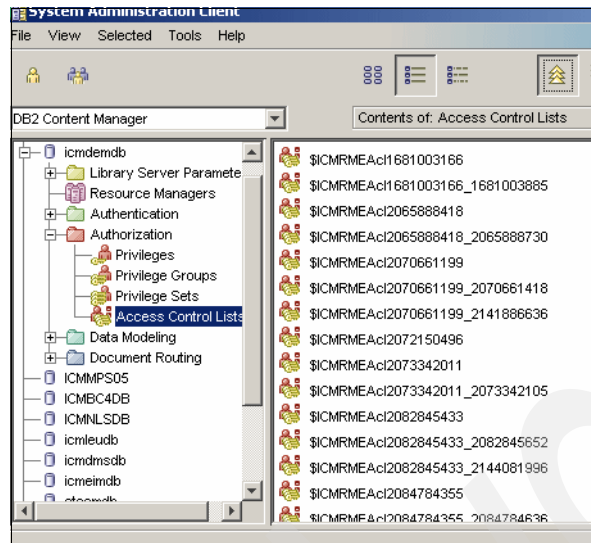 System Administration Client
File View Selected Tools Help
DB2 Content Manager
Contents of: Access Control Lists
icmdemdb
Library Server Paramete
Resource Managers
Authentication
Authorization
Privileges
Privilege Groups
Privilege Sets
Access Control Lists
Data Modeling
Document Routing
ICMMPS05
ICMBC4DB
ICMNLSDB
icmleudb
icmdmsdb
icmeimdb
$ICMRMEAcl1681003166
$ICMRMEAcl1681003166_1681003885
$ICMRMEAcl2065888418
$ICMRMEAcl2065888418_2065888730
$ICMRMEAcl2070661199
$ICMRMEAcl2070661199_2070661418
$ICMRMEAcl2070661199_2141886636
$ICMRMEAcl2072150496
$ICMRMEAcl2073342011
$ICMRMEAcl2073342011_2073342105
$ICMRMEAcl2082845433
$ICMRMEAcl2082845433_2082845652
$ICMRMEAcl2082845433_2144081996
$ICMRMEAcl2084784355
$ICMRMEAcl2084784355_2084784636